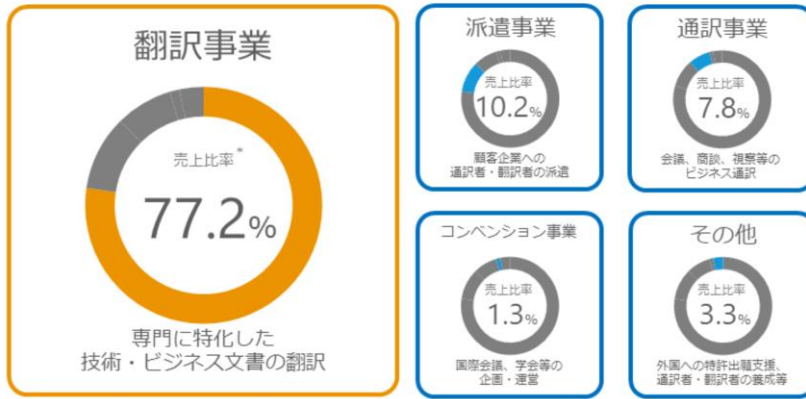 翻訳事業
売上比率*
77.2%
専門に特化した
技術・ビジネス文書の翻訳
派遣事業
売上比率
10.2%
顧客企業への
通訳者・翻訳者の派遣
通訳事業
売上比率
7.8%
会議、商談、視察等の
ビジネス通訳
コンベンション事業
売上比率
1.3%
国際会議、学会等の
企画・運営
その他
売上比率
3.3%
外国への特許出願支援、
通訳者・翻訳者の養成等